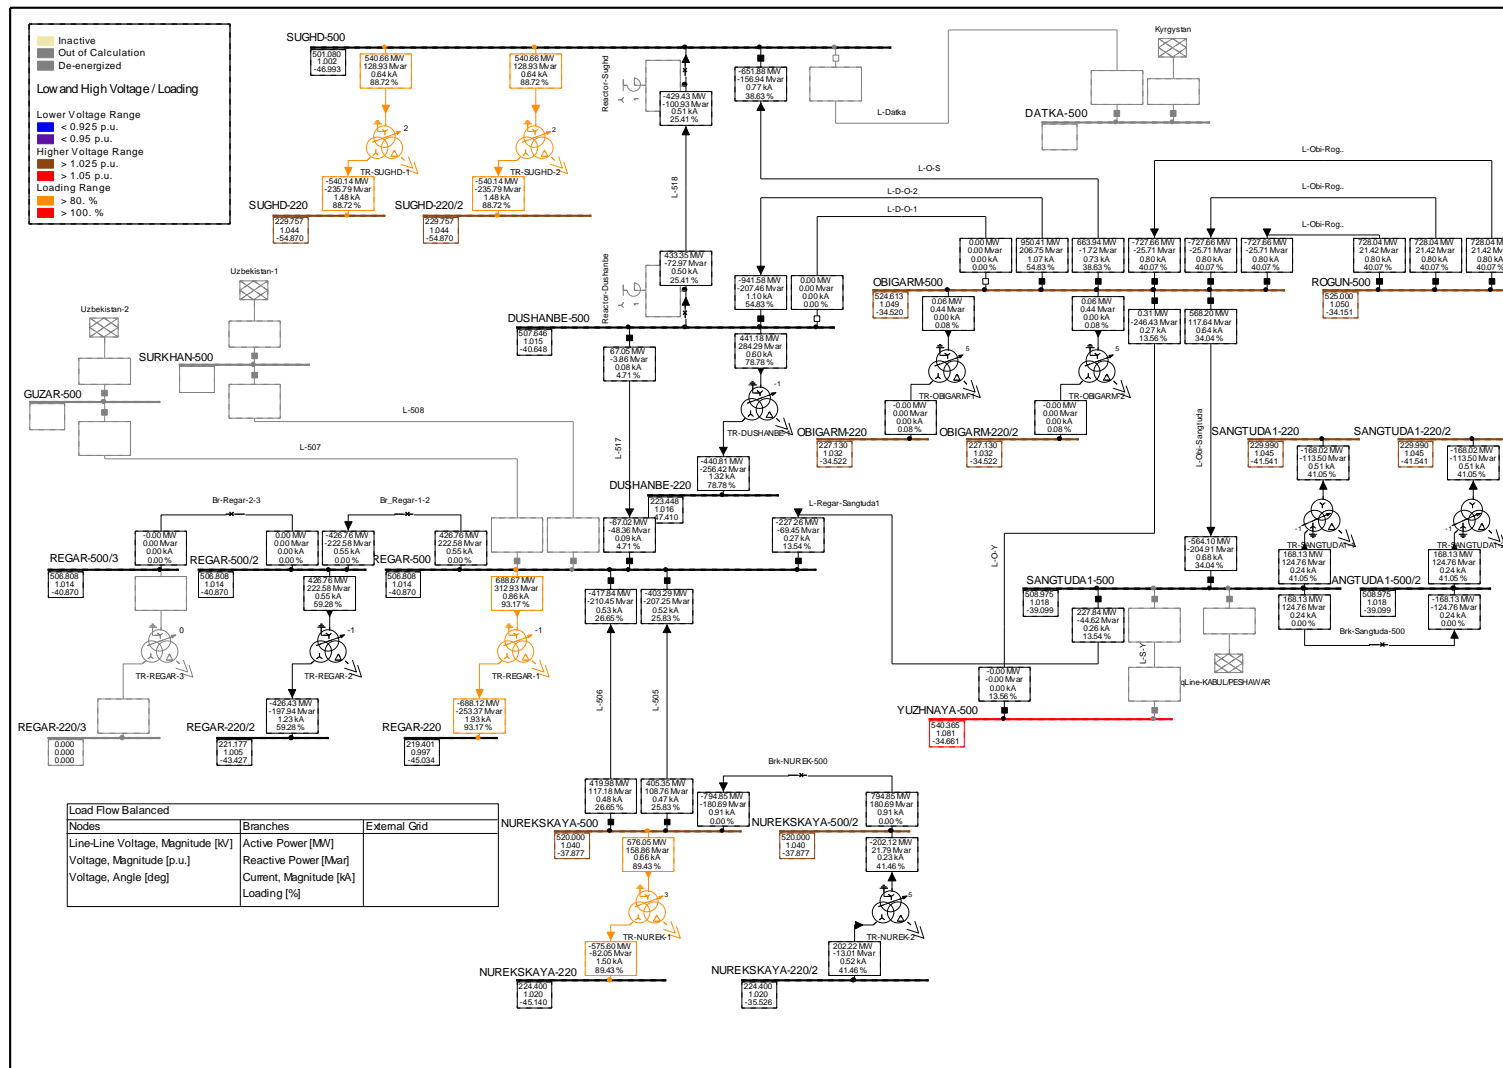 Inactive
Out of Calculation
De-energized
Low and High Voltage / Loading
Lower Voltage Range
< 0.925 p.u.
< 0.95 p.u.
Higher Voltage Range
> 1.025 p.u.
> 1.05 p.u.
Loading Range
> 80. %
> 100. %
SUGHD-500
501.080
1.002
-46.993
540.66 MW
128.93 Mvar
0.64 kA
88.72 %
540.66 MW
128.93 Mvar
0.64 kA
88.72 %
2
2
TR-SUGHD-1
TR-SUGHD-2
-540.14 MW
-235.79 Mvar
1.48 kA
88.72 %
-540.14 MW
-235.79 Mvar
1.48 kA
88.72 %
SUGHD-220
229.757
1.044
-54.870
SUGHD-220/2
229.757
1.044
-54.870
Reactor-Sughd
1
-429.43 MW
-100.93 Mvar
0.51 kA
25.41 %
-651.88 MW
-156.94 Mvar
0.77 kA
38.63 %
L-Datka
Kyrgystan
DATKA-500
L-518
L-O-S
L-D-O-2
L-D-O-1
L-Obi-Rog..
L-Obi-Rog..
L-Obi-Rog..
Uzbekistan-1
Uzbekistan-2
SURKHAN-500
GUZAR-500
L-508
L-507
Reactor-Dushanbe
1
433.35 MW
-72.97 Mvar
0.50 kA
25.41 %
-941.58 MW
-207.46 Mvar
1.10 kA
54.83 %
0.00 MW
0.00 Mvar
0.00 kA
0.00 %
DUSHANBE-500
507.646
1.015
-40.648
67.05 MW
-3.86 Mvar
0.08 kA
4.71 %
441.18 MW
284.29 Mvar
0.60 kA
78.78 %
-1
TR-DUSHANBE-1
-440.81 MW
-256.42 Mvar
1.32 kA
78.78 %
DUSHANBE-220
223.448
1.016
-47.410
L-517
0.00 MW
0.00 Mvar
0.00 kA
0.00 %
950.41 MW
206.75 Mvar
1.07 kA
54.83 %
663.94 MW
-1.72 Mvar
0.73 kA
38.63 %
-727.66 MW
-25.71 Mvar
0.80 kA
40.07 %
-727.66 MW
-25.71 Mvar
0.80 kA
40.07 %
-727.66 MW
-25.71 Mvar
0.80 kA
40.07 %
728.04 MW
21.42 Mvar
0.80 kA
40.07 %
728.04 MW
21.42 Mvar
0.80 kA
40.07 %
728.04 MW
21.42 Mvar
0.80 kA
40.07 %
OBIGARM-500
524.613
1.049
-34.520
ROGUN-500
525.000
1.050
-34.151
0.06 MW
0.44 Mvar
0.00 kA
0.08 %
0.06 MW
0.44 Mvar
0.00 kA
0.08 %
0.31 MW
-246.43 Mvar
0.27 kA
13.56 %
568.20 MW
117.64 Mvar
0.64 kA
34.04 %
5
5
TR-OBIGARM-1
TR-OBIGARM-2
-0.00 MW
0.00 Mvar
0.00 kA
0.08 %
-0.00 MW
0.00 Mvar
0.00 kA
0.08 %
OBIGARM-220
227.130
1.032
-34.522
OBIGARM-220/2
227.130
1.032
-34.522
L-Obi-Sangtuda
SANGTUDA1-220
229.990
1.045
-41.541
SANGTUDA1-220/2
229.990
1.045
-41.541
-168.02 MW
-113.50 Mvar
0.51 kA
41.05 %
-168.02 MW
-113.50 Mvar
0.51 kA
41.05 %
-1
-1
TR-SANGTUDA1-1
TR-SANGTUDA1-2
168.13 MW
124.76 Mvar
0.24 kA
41.05 %
168.13 MW
124.76 Mvar
0.24 kA
41.05 %
-564.10 MW
-204.91 Mvar
0.68 kA
34.04 %
SANGTUDA1-500
508.975
1.018
-39.099
ANGTUDA1-500/2
508.975
1.018
-39.099
227.84 MW
-44.62 Mvar
0.26 kA
13.54 %
168.13 MW
124.76 Mvar
0.24 kA
0.00 %
-168.13 MW
-124.76 Mvar
0.24 kA
0.00 %
Brk-Sangtuda-500
L-S-Y
qLine-KABUL/PESHAWAR
L-O-Y
-0.00 MW
-0.00 Mvar
0.00 kA
13.56 %
YUZHNAYA-500
540.365
1.081
-34.661
L-Regar-Sangtuda1
Br-Regar-2-3
Br_Regar-1-2
-0.00 MW
0.00 Mvar
0.00 kA
0.00 %
0.00 MW
0.00 Mvar
0.00 kA
0.00 %
-426.76 MW
-222.58 Mvar
0.55 kA
0.00 %
426.76 MW
222.58 Mvar
0.55 kA
0.00 %
-67.02 MW
-48.36 Mvar
0.09 kA
4.71 %
-227.26 MW
-69.45 Mvar
0.27 kA
13.54 %
REGAR-500/3
506.808
1.014
-40.870
REGAR-500/2
506.808
1.014
-40.870
REGAR-500
506.808
1.014
-40.870
426.76 MW
222.58 Mvar
0.55 kA
59.28 %
688.67 MW
312.93 Mvar
0.86 kA
93.17 %
-417.84 MW
-210.45 Mvar
0.53 kA
26.65 %
-403.29 MW
-207.25 Mvar
0.52 kA
25.83 %
0
-1
-1
TR-REGAR-3
TR-REGAR-2
TR-REGAR-1
-426.43 MW
-197.94 Mvar
1.23 kA
59.28 %
-688.12 MW
-253.37 Mvar
1.93 kA
93.17 %
REGAR-220/3
0.000
0.000
0.000
REGAR-220/2
221.177
1.005
-43.427
REGAR-220
219.401
0.997
-45.034
L-506
L-505
Brk-NUREK-500
419.98 MW
117.18 Mvar
0.48 kA
26.65 %
405.35 MW
108.76 Mvar
0.47 kA
25.83 %
-794.85 MW
-180.69 Mvar
0.91 kA
0.00 %
794.85 MW
180.69 Mvar
0.91 kA
0.00 %
NUREKSKAYA-500
520.000
1.040
-37.877
NUREKSKAYA-500/2
520.000
1.040
-37.877
576.05 MW
158.86 Mvar
0.66 kA
89.43 %
-202.12 MW
21.79 Mvar
0.23 kA
41.46 %
3
5
TR-NUREK-1
TR-NUREK-2
-575.60 MW
-82.05 Mvar
1.50 kA
89.43 %
202.22 MW
-13.01 Mvar
0.52 kA
41.46 %
NUREKSKAYA-220
224.400
1.020
-45.140
NUREKSKAYA-220/2
224.400
1.020
-35.526
Load Flow Balanced
Nodes
Branches
External Grid
Line-Line Voltage, Magnitude [kV]
Active Power [MW]
Voltage, Magnitude [p.u.]
Reactive Power [Mvar]
Voltage, Angle [deg]
Current, Magnitude [kA]
Loading [%]